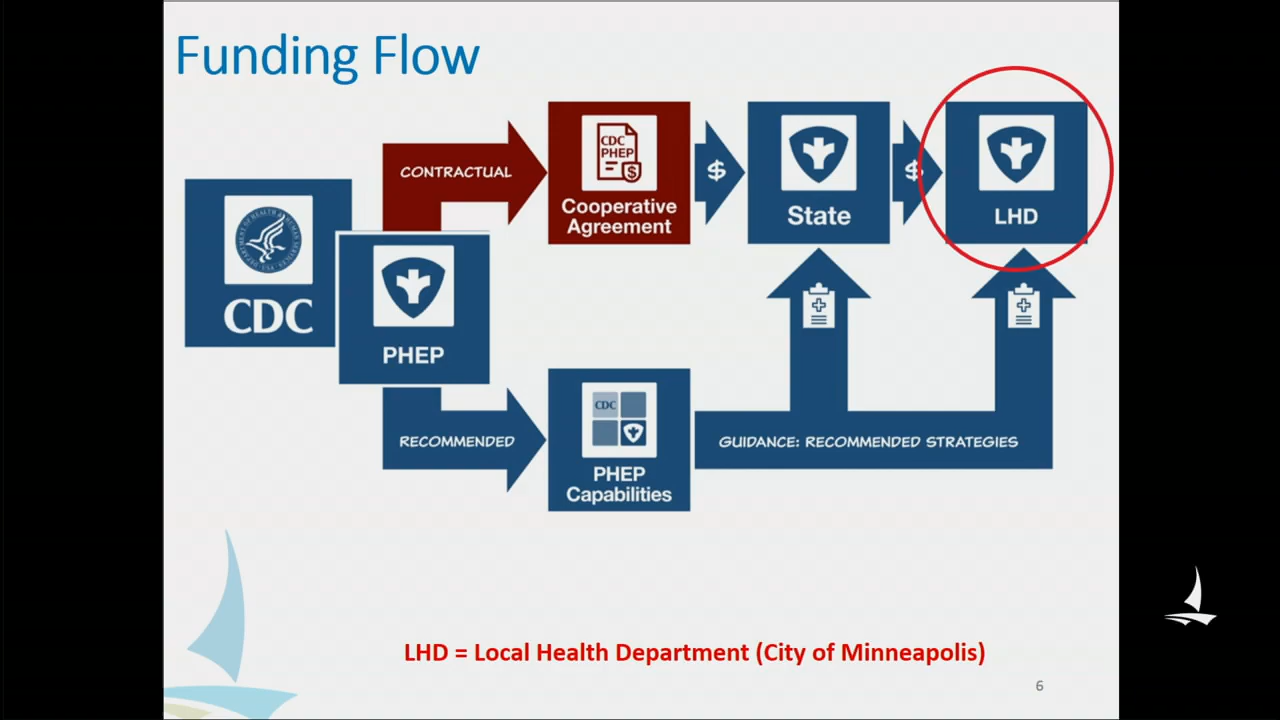 Funding Flow
CONTRACTUAL
CDC
PHEP
$
Cooperative
Agreement
$
State
$
LHD
CDC
PHEP
RECOMMENDED
CDC
PHEP
Capabilities
GUIDANCE: RECOMMENDED STRATEGIES
LHD = Local Health Department (City of Minneapolis)
6